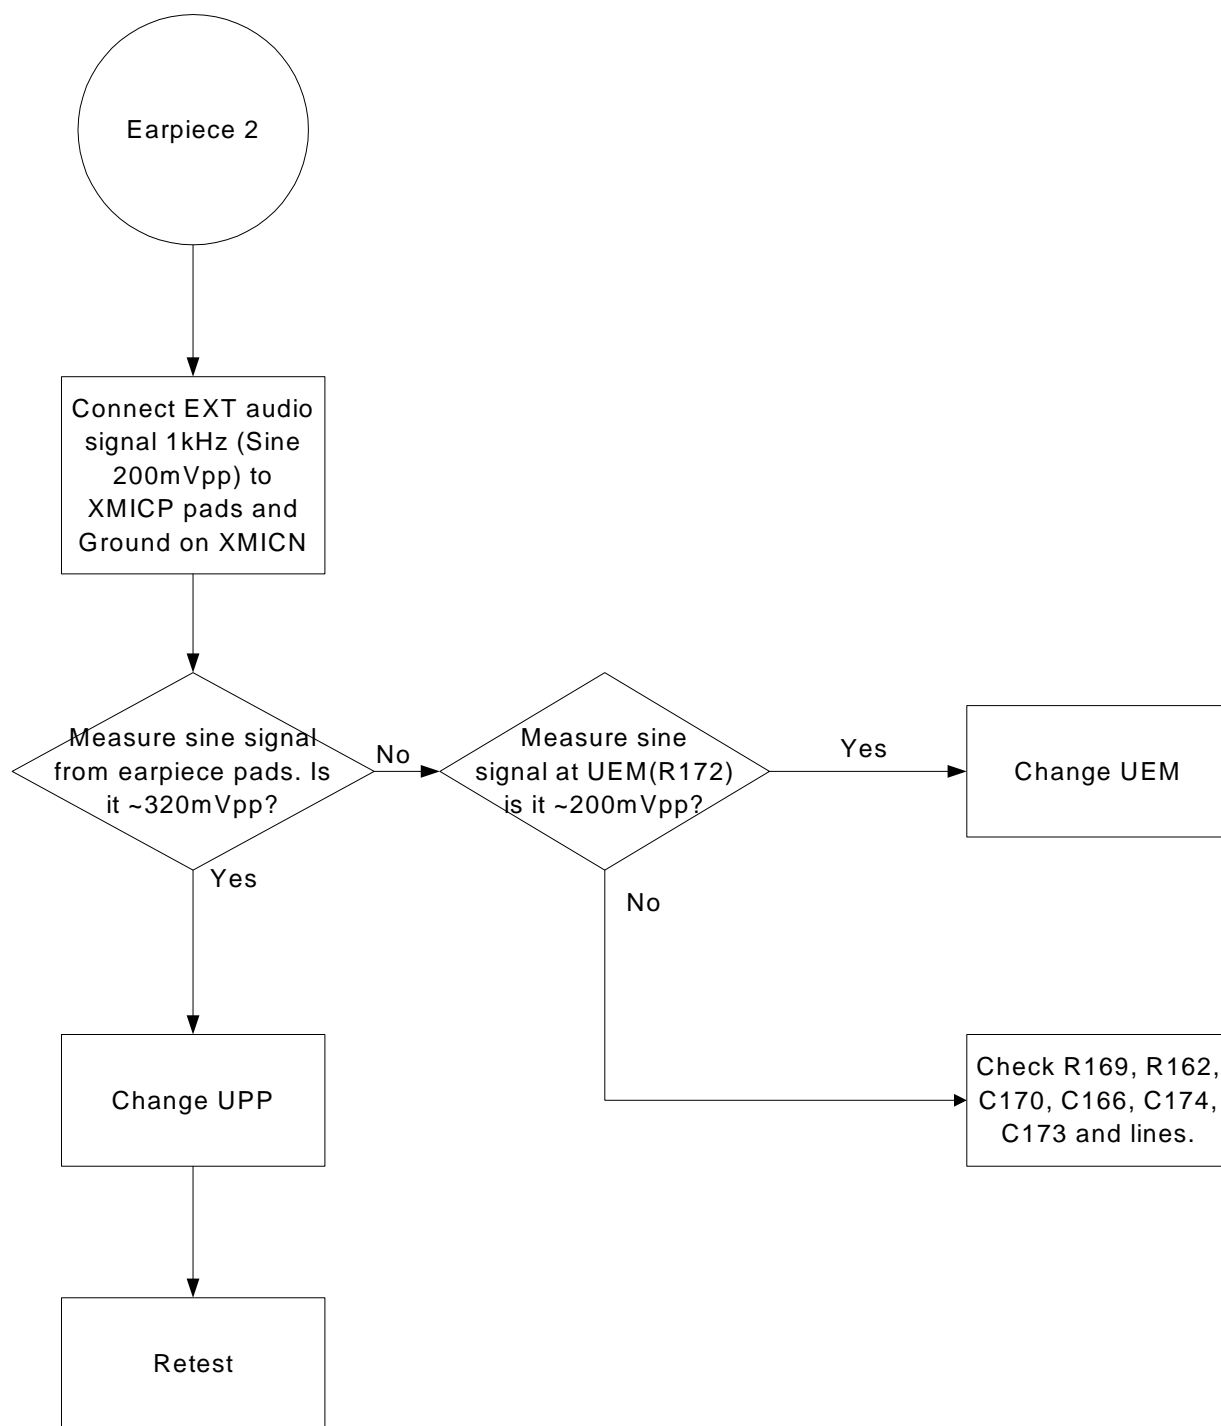 Earpiece 2
Connect EXT audio
signal 1kHz (Sine
200mVpp) to
XMICP pads and
Ground on XMICN
Measure sine signal
from earpiece pads. Is
it ~320mVpp?
No
Measure sine
signal at UEM(R172)
is it ~200mVpp?
Yes
Change UEM
Yes
No
Change UPP
Check R169, R162,
C170, C166, C174,
C173 and lines.
Retest